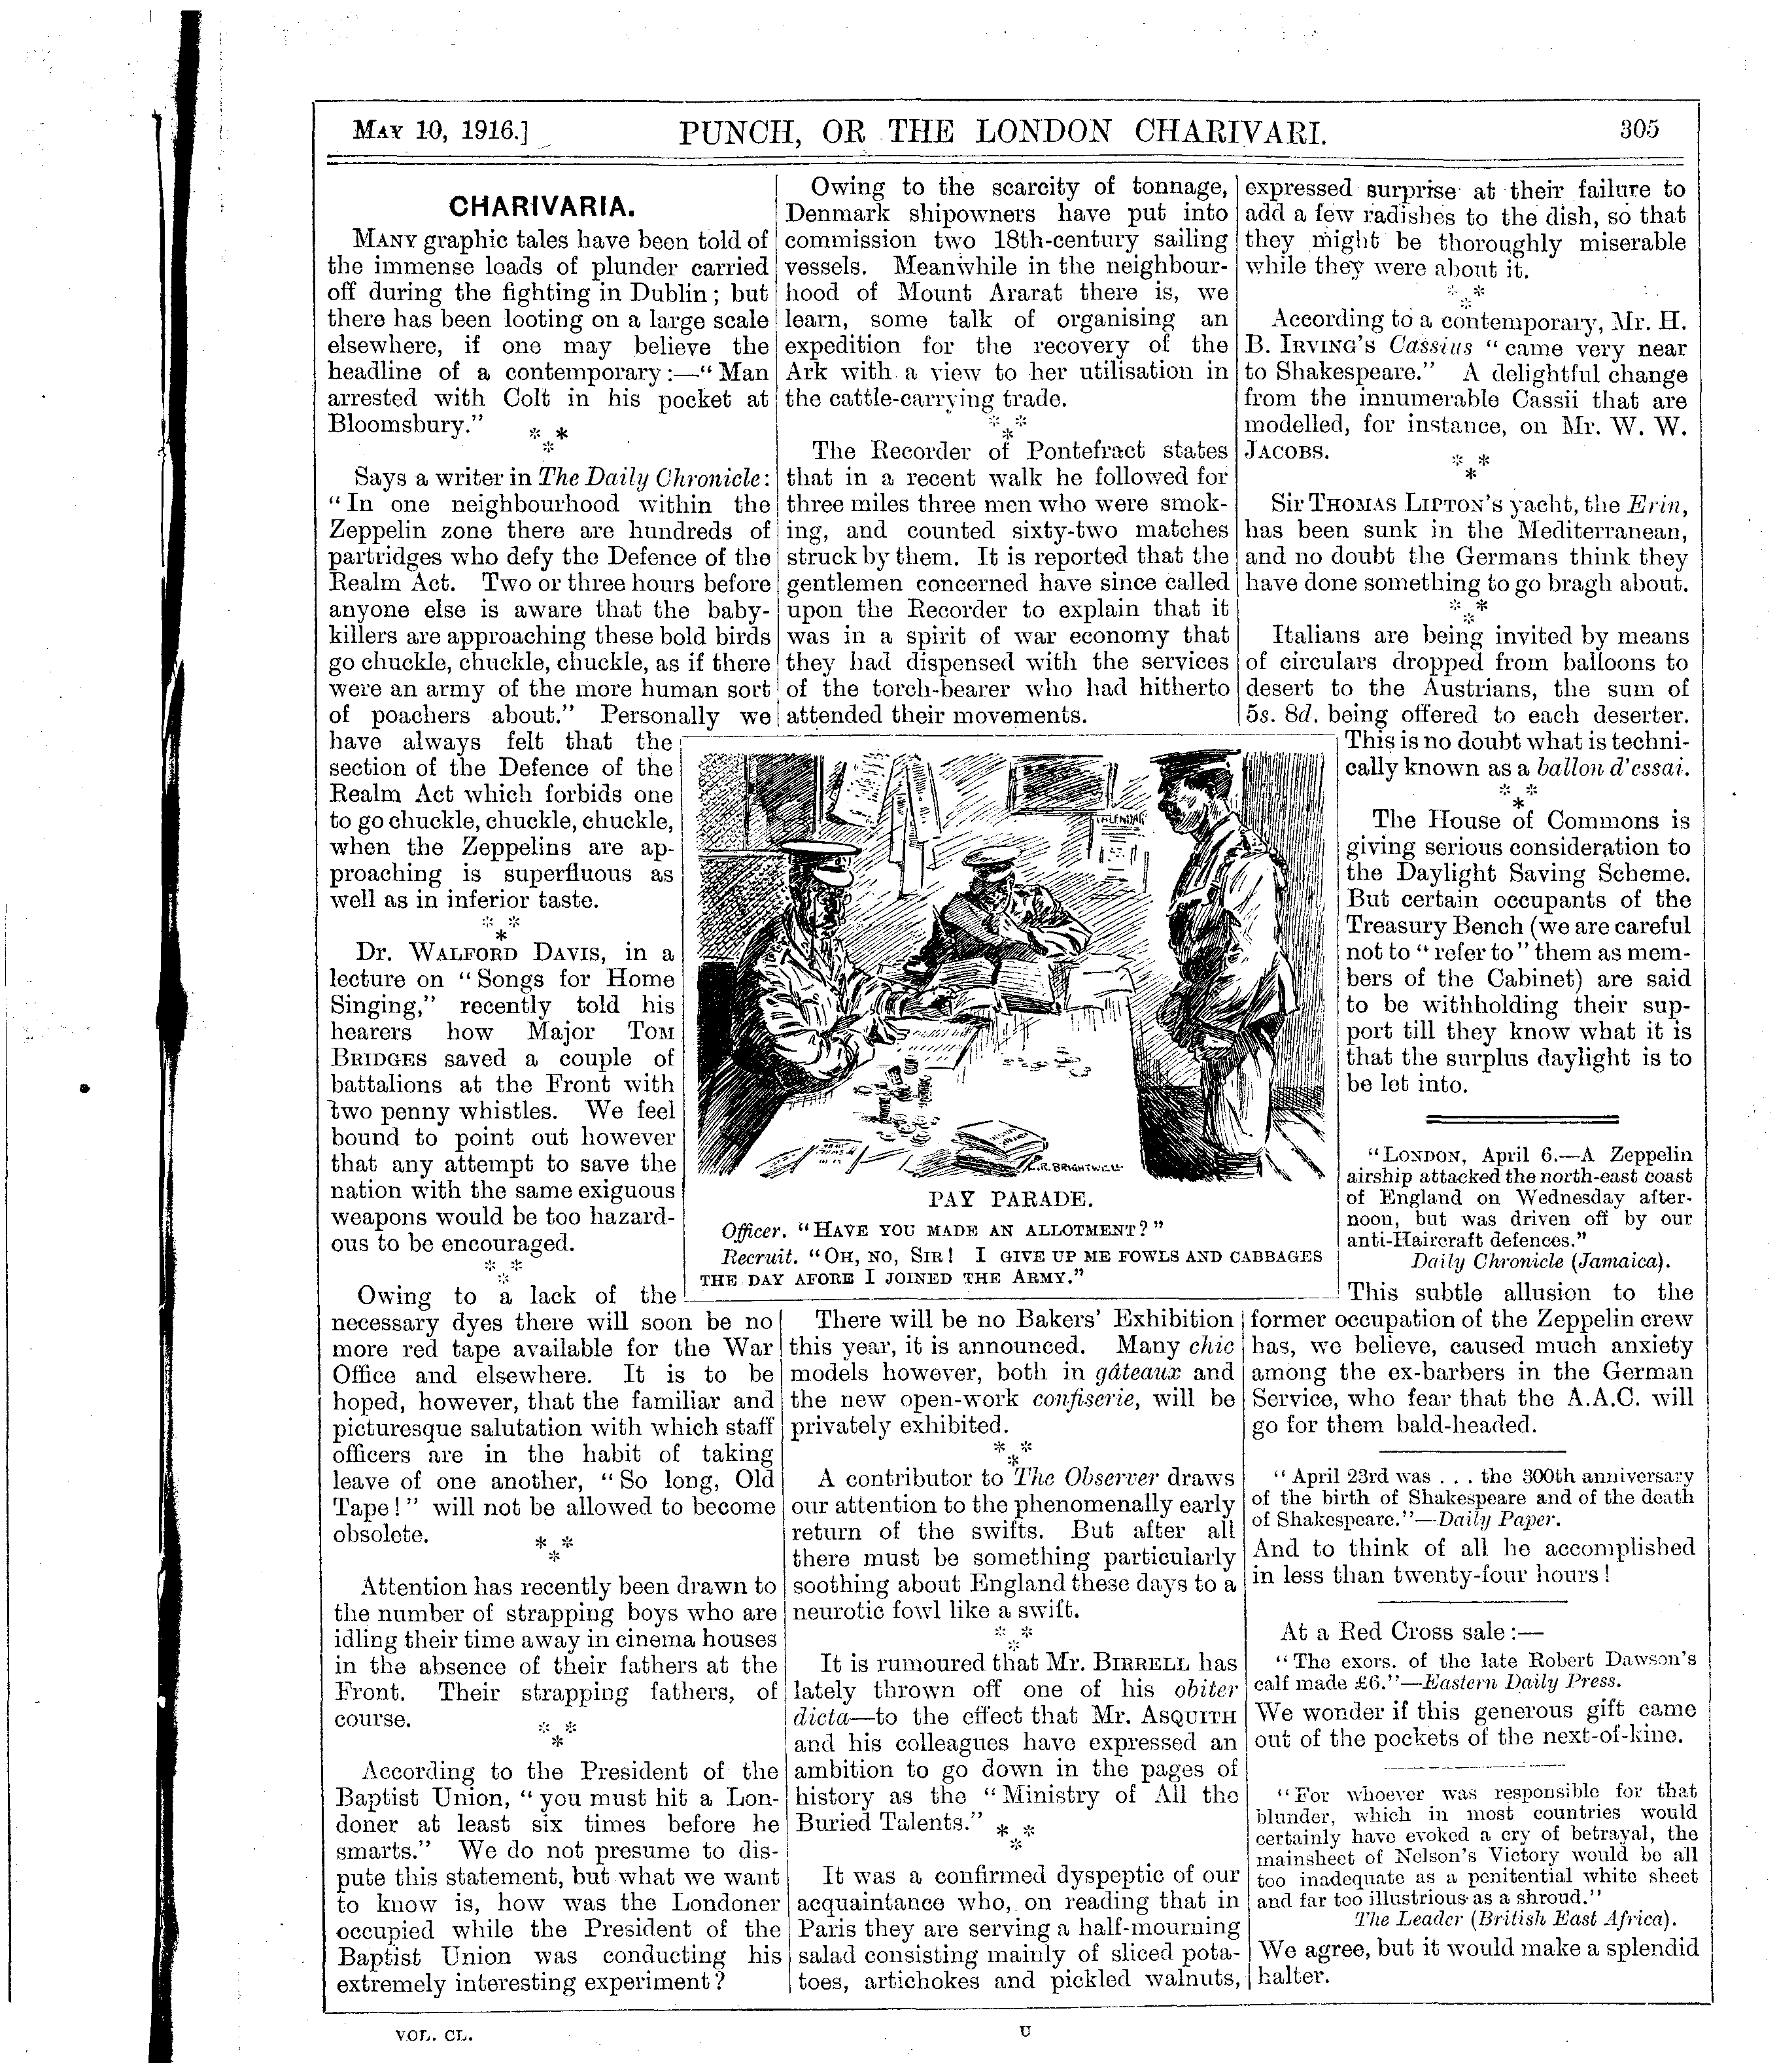 MAY 10, 1916.]
PUNCH, OR THE LONDON CHARIVARI.
305
CHARIVARIA.
MANY graphic tales have been told of
the immense loads of plunder carried
off during the fighting in Dublin; but
there has been looting on a large scale
elsewhere, if one may believe the
headline of a contemporary:—"Man
arrested with Colt in his pocket at
Bloomsbury."
* *
*
Says a writer in The Daily Chronicle:
"In one neighbourhood within the
Zeppelin zone there are hundreds of
partridges who defy the Defence of the
Realm Act. Two or three hours before
anyone else is aware that the baby-
killers are approaching these bold birds
go chuckle, chuckle, chuckle, as if there
were an army of the more human sort
of poachers about." Personally we
have always felt that the
section of the Defence of the
Realm Act which forbids one
to go chuckle, chuckle, chuckle,
when the Zeppelins are ap-
proaching is superfluous as
well as in inferior taste.
* *
*
Dr. WALFORD DAVIS, in a
lecture on "Songs for Home
Singing," recently told his
hearers how Major TOM
BRIDGES saved a couple of
battalions at the Front with
two penny whistles. We feel
bound to point out however
that any attempt to save the
nation with the same exiguous
weapons would be too hazard-
ous to be encouraged.
* *
*
Owing to a lack of the
necessary dyes there will soon be no
more red tape available for the War
Office and elsewhere. It is to be
hoped, however, that the familiar and
picturesque salutation with which staff
officers are in the habit of taking
leave of one another, "So long, Old
Tape!" will not be allowed to become
obsolete.
* *
*
Attention has recently been drawn to
the number of strapping boys who are
idling their time away in cinema houses
in the absence of their fathers at the
Front. Their strapping fathers, of
course.
* *
*
According to the President of the
Baptist Union, "you must hit a Lon-
doner at least six times before he
smarts." We do not presume to dis-
pute this statement, but what we want
to know is, how was the Londoner
occupied while the President of the
Baptist Union was conducting his
extremely interesting experiment?
Owing to the scarcity of tonnage,
Denmark shipowners have put into
commission two 18th-century sailing
vessels. Meanwhile in the neighbour-
hood of Mount Ararat there is, we
learn, some talk of organising an
expedition for the recovery of the
Ark with a view to her utilisation in
the cattle-carrying trade.
* *
*
The Recorder of Pontefract states
that in a recent walk he followed for
three miles three men who were smok-
ing, and counted sixty-two matches
struck by them. It is reported that the
gentlemen concerned have since called
upon the Recorder to explain that it
was in a spirit of war economy that
they had dispensed with the services
of the torch-bearer who had hitherto
attended their movements.
CALENDAR
L.R. BRIGHTWELL
PAY PARADE.
Officer. "HAVE YOU MADE AN ALLOTMENT?"
Recruit. "OH, NO, SIR! I GIVE UP ME FOWLS AND CABBAGES
THE DAY AFORE I JOINED THE ARMY."
There will be no Bakers' Exhibition
this year, it is announced. Many chic
models however, both in gâteaux and
the new open-work confiserie, will be
privately exhibited.
* *
*
A contributor to The Observer draws
our attention to the phenomenally early
return of the swifts. But after all
there must be something particularly
soothing about England these days to a
neurotic fowl like a swift.
* *
*
It is rumoured that Mr. BIRRELL has
lately thrown off one of his obiter
dicta—to the effect that Mr. ASQUITH
and his colleagues have expressed an
ambition to go down in the pages of
history as the "Ministry of All the
Buried Talents."
* *
*
It was a confirmed dyspeptic of our
acquaintance who, on reading that in
Paris they are serving a half-mourning
salad consisting mainly of sliced pota-
toes, artichokes and pickled walnuts,
expressed surprise at their failure to
add a few radishes to the dish, so that
they might be thoroughly miserable
while they were about it.
* *
*
According to a contemporary, Mr. H.
B. IRVING'S Cassius "came very near
to Shakespeare." A delightful change
from the innumerable Cassii that are
modelled, for instance, on Mr. W. W.
JACOBS.
* *
*
Sir THOMAS LIPTON'S yacht, the Erin,
has been sunk in the Mediterranean,
and no doubt the Germans think they
have done something to go bragh about.
* *
*
Italians are being invited by means
of circulars dropped from balloons to
desert to the Austrians, the sum of
5s. 8d. being offered to each deserter.
This is no doubt what is techni-
cally known as a ballon d'essai.
* *
*
The House of Commons is
giving serious consideration to
the Daylight Saving Scheme.
But certain occupants of the
Treasury Bench (we are careful
not to "refer to" them as mem-
bers of the Cabinet) are said
to be withholding their sup-
port till they know what it is
that the surplus daylight is to
be let into.
"LONDON, April 6.—A Zeppelin
airship attacked the north-east coast
of England on Wednesday after-
noon, but was driven off by our
anti-Haircraft defences."
Daily Chronicle (Jamaica).
This subtle allusion to the
former occupation of the Zeppelin crew
has, we believe, caused much anxiety
among the ex-barbers in the German
Service, who fear that the A.A.C. will
go for them bald-headed.
"April 23rd was . . . the 300th anniversary
of the birth of Shakespeare and of the death
of Shakespeare."—Daily Paper.
And to think of all he accomplished
in less than twenty-four hours!
At a Red Cross sale:—
"The exors. of the late Robert Dawson's
calf made £6."—Eastern Daily Press.
We wonder if this generous gift came
out of the pockets of the next-of-kine.
"For whoever was responsible for that
blunder, which in most countries would
certainly have evoked a cry of betrayal, the
mainsheet of Nelson's Victory would be all
too inadequate as a penitential white sheet
and far too illustrious as a shroud."
The Leader (British East Africa).
We agree, but it would make a splendid
halter.
VOL. CL.
U